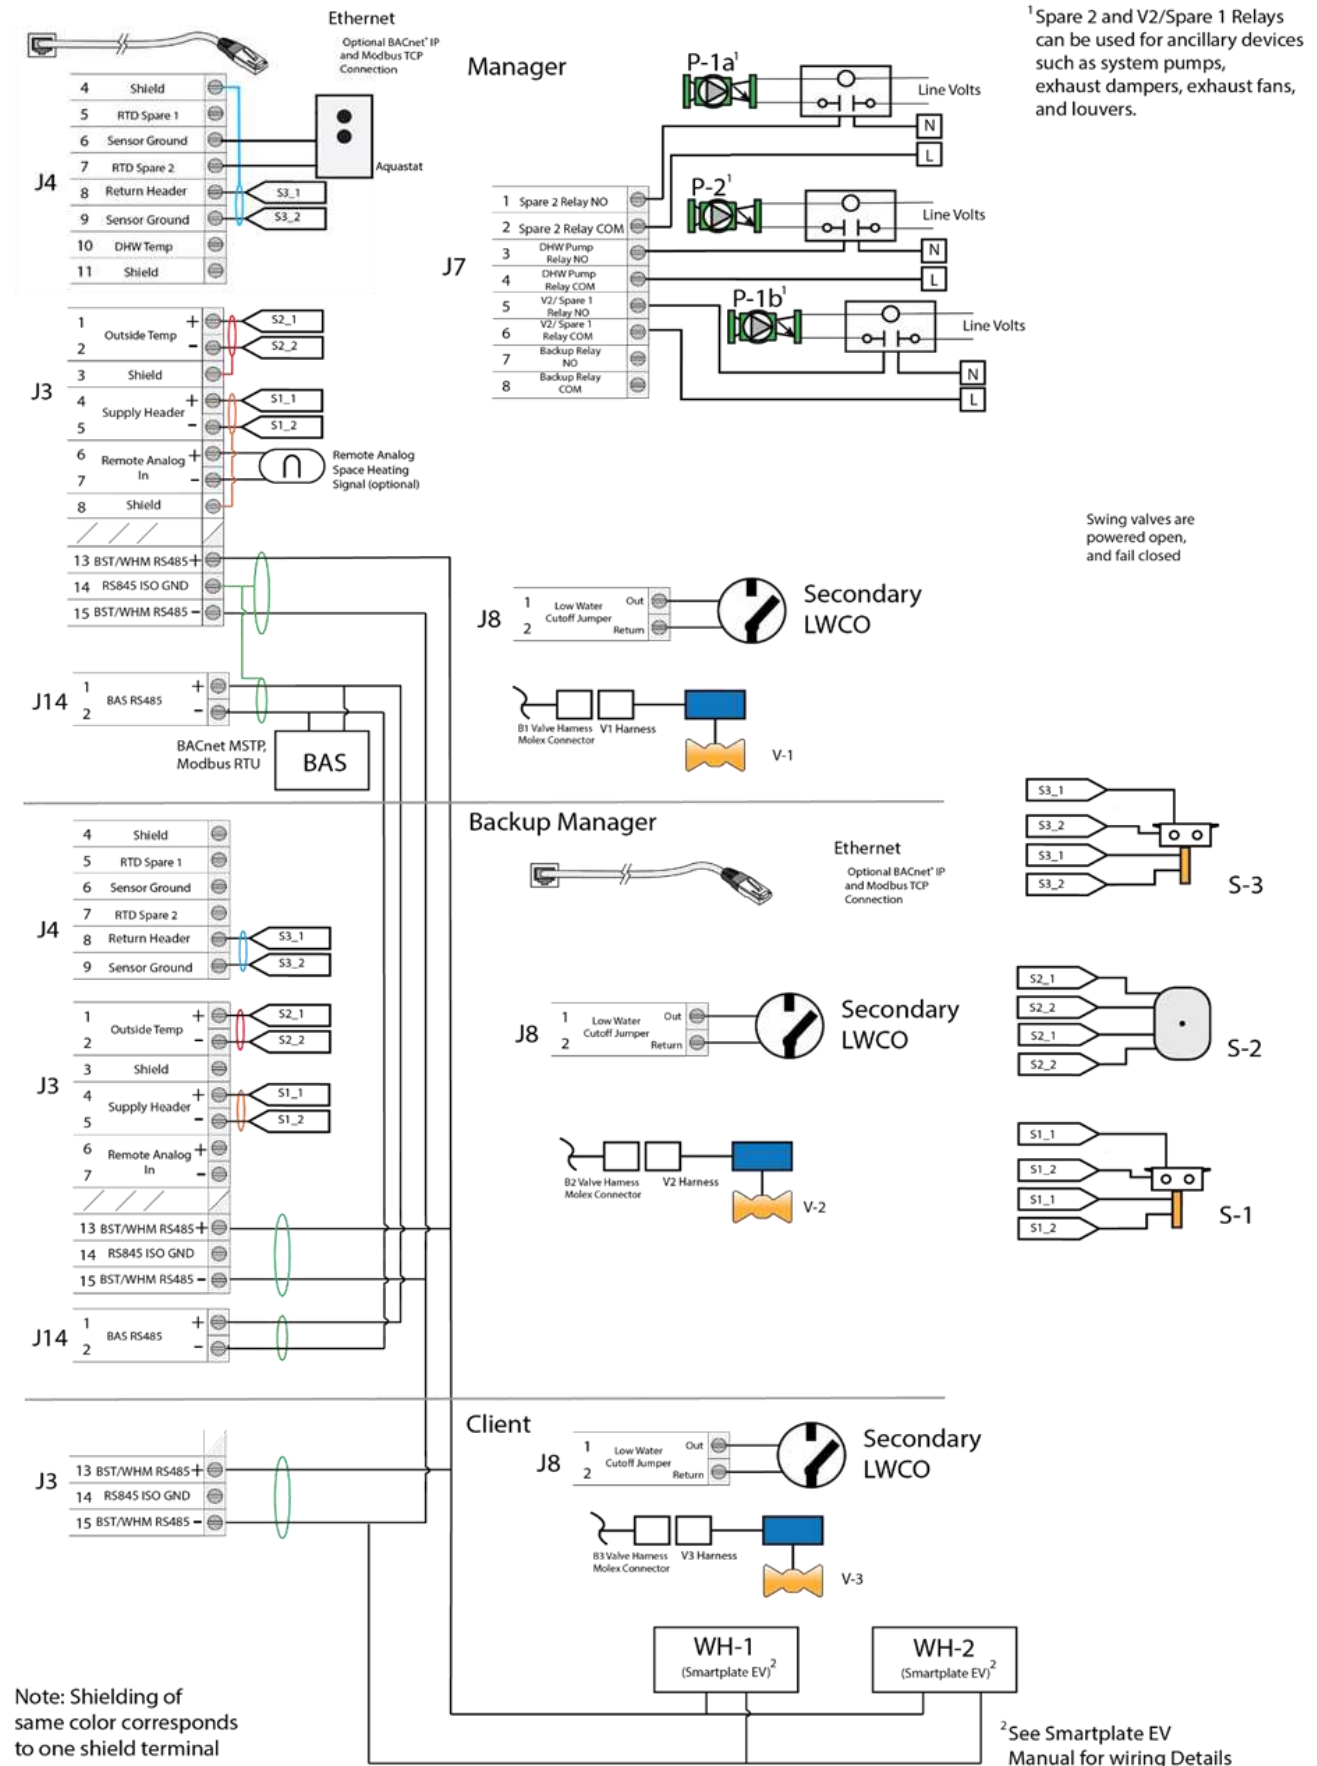 Ethernet
Optional BACnet® IP
and Modbus TCP
Connection
Manager
1 Spare 2 and V2/Spare 1 Relays
can be used for ancillary devices
such as system pumps,
exhaust dampers, exhaust fans,
and louvers.
J4
4 Shield
5 RTD Spare 1
6 Sensor Ground
7 RTD Spare 2
8 Return Header
9 Sensor Ground
10 DHW Temp
11 Shield
Aquastat
S3_1
S3_2
P-1a1
Line Volts
N
L
P-21
Line Volts
N
L
P-1b1
Line Volts
N
L
J7
1 Spare 2 Relay NO
2 Spare 2 Relay COM
3 DHW Pump
Relay NO
4 DHW Pump
Relay COM
5 V2/ Spare 1
Relay NO
6 V2/ Spare 1
Relay COM
7 Backup Relay
NO
8 Backup Relay
COM
J3
1 +
Outside Temp
2 -
3 Shield
4 +
Supply Header
5 -
6 +
Remote Analog
In
7 -
8 Shield
S2_1
S2_2
S1_1
S1_2
Remote Analog
Space Heating
Signal (optional)
13 BST/WHM RS485 +
14 RS845 ISO GND
15 BST/WHM RS485 -
Swing valves are
powered open,
and fail closed
J8
1 Out
Low Water
Cutoff Jumper
2 Return
Secondary
LWCO
J14
1 +
BAS RS485
2 -
BACnet MSTP,
Modbus RTU
BAS
B1 Valve Harness
Molex Connector
V1 Harness
V-1
Backup Manager
Ethernet
Optional BACnet® IP
and Modbus TCP
Connection
J4
4 Shield
5 RTD Spare 1
6 Sensor Ground
7 RTD Spare 2
8 Return Header
9 Sensor Ground
S3_1
S3_2
J3
1 +
Outside Temp
2 -
3 Shield
4 +
Supply Header
5 -
6 +
Remote Analog
In
7 -
S2_1
S2_2
S1_1
S1_2
13 BST/WHM RS485 +
14 RS845 ISO GND
15 BST/WHM RS485 -
J14
1 +
BAS RS485
2 -
J8
1 Out
Low Water
Cutoff Jumper
2 Return
Secondary
LWCO
B2 Valve Harness
Molex Connector
V2 Harness
V-2
S3_1
S3_2
S3_1
S3_2
S-3
S2_1
S2_2
S2_1
S2_2
S-2
S1_1
S1_2
S1_1
S1_2
S-1
Client
J3
13 BST/WHM RS485 +
14 RS845 ISO GND
15 BST/WHM RS485 -
J8
1 Out
Low Water
Cutoff Jumper
2 Return
Secondary
LWCO
B3 Valve Harness
Molex Connector
V3 Harness
V-3
WH-1
(Smartplate EV)2
WH-2
(Smartplate EV)2
Note: Shielding of
same color corresponds
to one shield terminal
2 See Smartplate EV
Manual for wiring Details